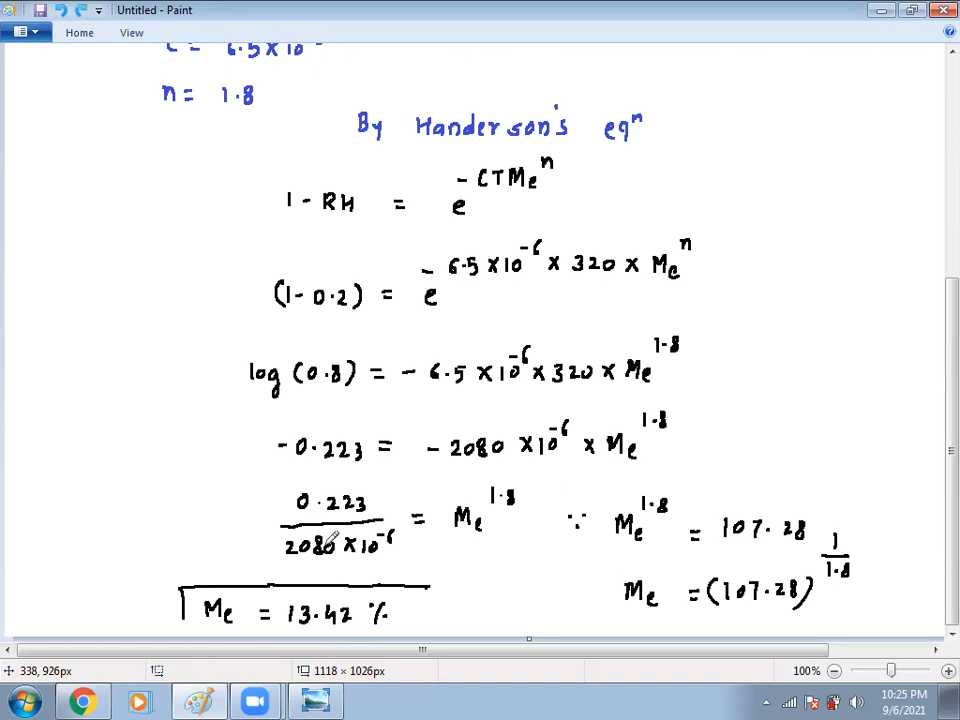 Untitled - Paint
Home View
n = 1.8
By Handerson's eqⁿ
1 - RH = e^-CTMeⁿ
(1 - 0.2) = e^-6.5×10⁻⁶ × 320 × Meⁿ
log (0.8) = - 6.5 ×10⁻⁶ × 320 × Me^1.8
-0.223 = - 2080 ×10⁻⁶ × Me^1.8
0.223 / 2080 ×10⁻⁶ = Me^1.8 ∵ Me^1.8 = 107.28
Me = (107.28)^1/1.8
Me = 13.42 %
338, 926px 1118 × 1026px 100%
10:25 PM
9/6/2021